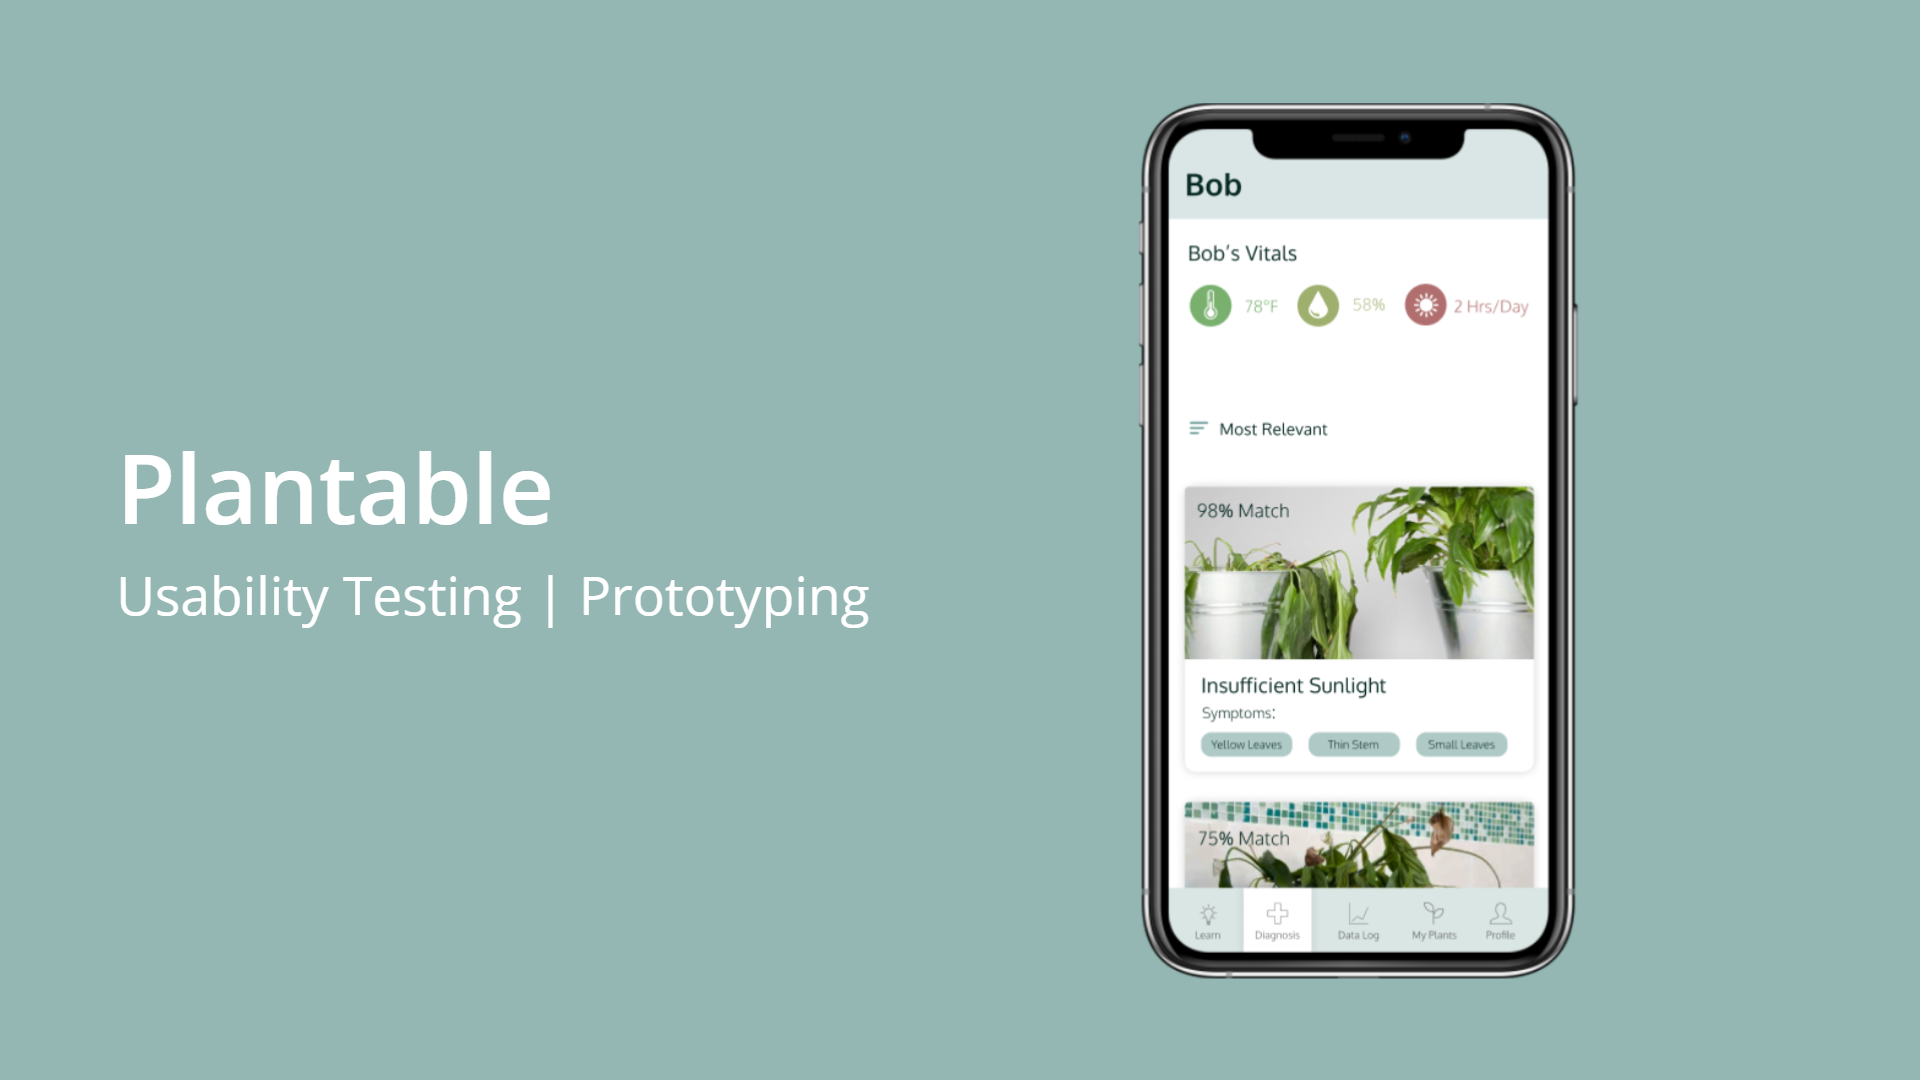 Plantable
Usability Testing | Prototyping
Bob
Bob's Vitals
78°F 58% 2 Hrs/Day
Most Relevant
98% Match
Insufficient Sunlight
Symptoms:
Yellow Leaves Thin Stem Small Leaves
75% Match
Learn Diagnosis Data Log My Plants Profile